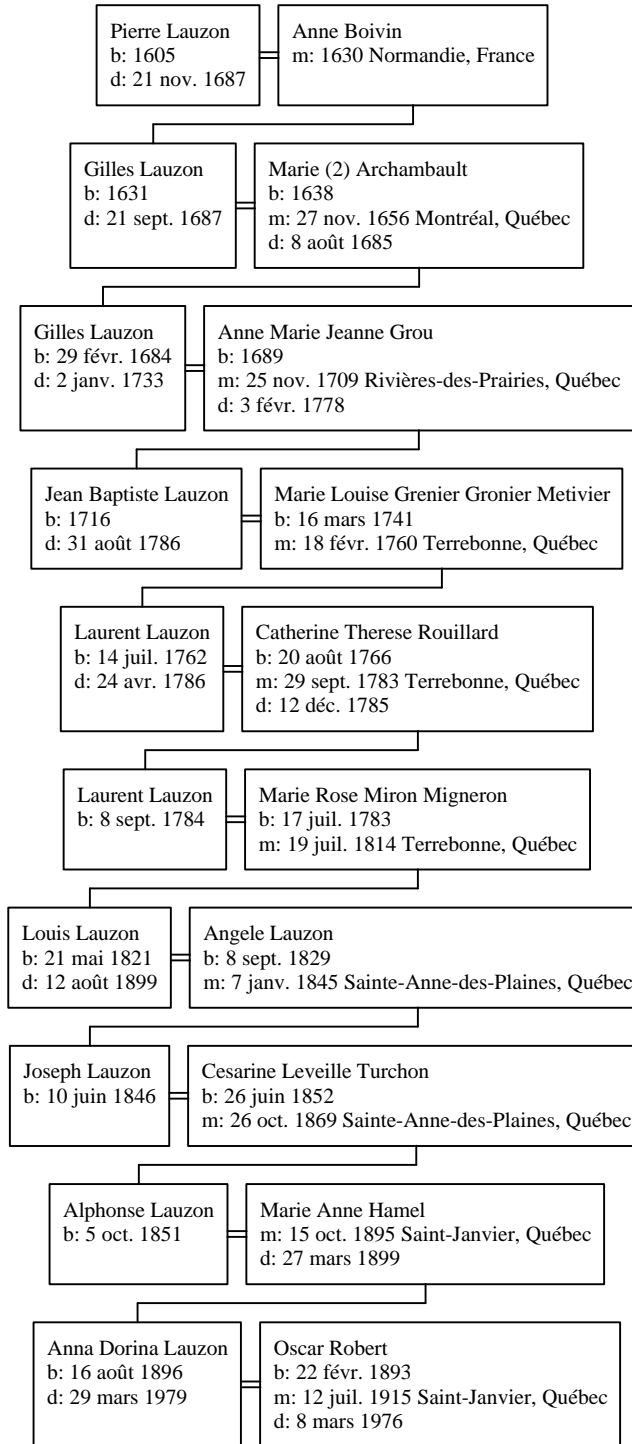 Pierre Lauzon
b: 1605
d: 21 nov. 1687
Anne Boivin
m: 1630 Normandie, France
Gilles Lauzon
b: 1631
d: 21 sept. 1687
Marie (2) Archambault
b: 1638
m: 27 nov. 1656 Montréal, Québec
d: 8 août 1685
Gilles Lauzon
b: 29 févr. 1684
d: 2 janv. 1733
Anne Marie Jeanne Grou
b: 1689
m: 25 nov. 1709 Rivières-des-Prairies, Québec
d: 3 févr. 1778
Jean Baptiste Lauzon
b: 1716
d: 31 août 1786
Marie Louise Grenier Gronier Metivier
b: 16 mars 1741
m: 18 févr. 1760 Terrebonne, Québec
Laurent Lauzon
b: 14 juil. 1762
d: 24 avr. 1786
Catherine Therese Rouillard
b: 20 août 1766
m: 29 sept. 1783 Terrebonne, Québec
d: 12 déc. 1785
Laurent Lauzon
b: 8 sept. 1784
Marie Rose Miron Migneron
b: 17 juil. 1783
m: 19 juil. 1814 Terrebonne, Québec
Louis Lauzon
b: 21 mai 1821
d: 12 août 1899
Angele Lauzon
b: 8 sept. 1829
m: 7 janv. 1845 Sainte-Anne-des-Plaines, Québec
Joseph Lauzon
b: 10 juin 1846
Cesarine Leveille Turchon
b: 26 juin 1852
m: 26 oct. 1869 Sainte-Anne-des-Plaines, Québec
Alphonse Lauzon
b: 5 oct. 1851
Marie Anne Hamel
m: 15 oct. 1895 Saint-Janvier, Québec
d: 27 mars 1899
Anna Dorina Lauzon
b: 16 août 1896
d: 29 mars 1979
Oscar Robert
b: 22 févr. 1893
m: 12 juil. 1915 Saint-Janvier, Québec
d: 8 mars 1976